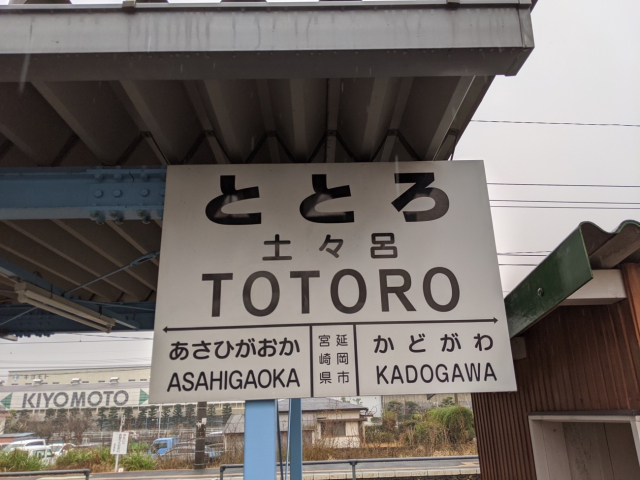 ととろ
土々呂
TOTORO
あさひがおか
ASAHIGAOKA
宮崎県
延岡市
かどがわ
KADOGAWA
KIYOMOTO